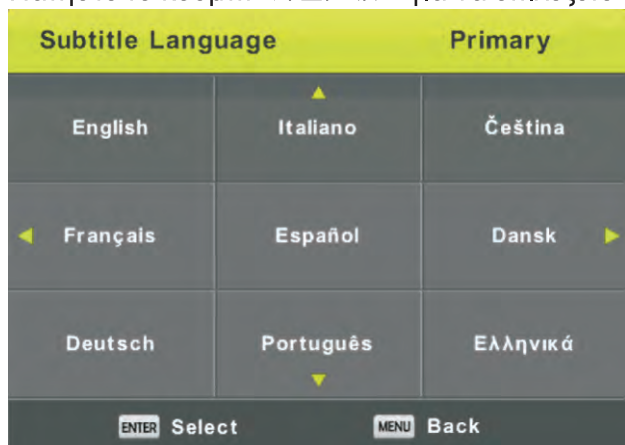 Subtitle Language Primary
English Italiano Čeština
Français Español Dansk
Deutsch Português Ελληνικά
ENTER Select MENU Back